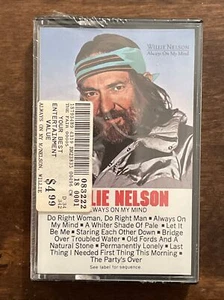 WILLIE NELSON
Always On My Mind
YOUR BEST
ENTERTAINMENT
VALUE
ALWAYS ON MY M/NELSON, WILLIE
$4.99
083222
LIE NELSON
ALWAYS ON MY MIND
Do Right Woman, Do Right Man • Always On
My Mind • A Whiter Shade Of Pale • Let It
Be Me • Staring Each Other Down • Bridge
Over Troubled Water • Old Fords And A
Natural Stone • Permanently Lonely • Last
Thing I Needed First Thing This Morning •
The Party's Over
See label for sequence